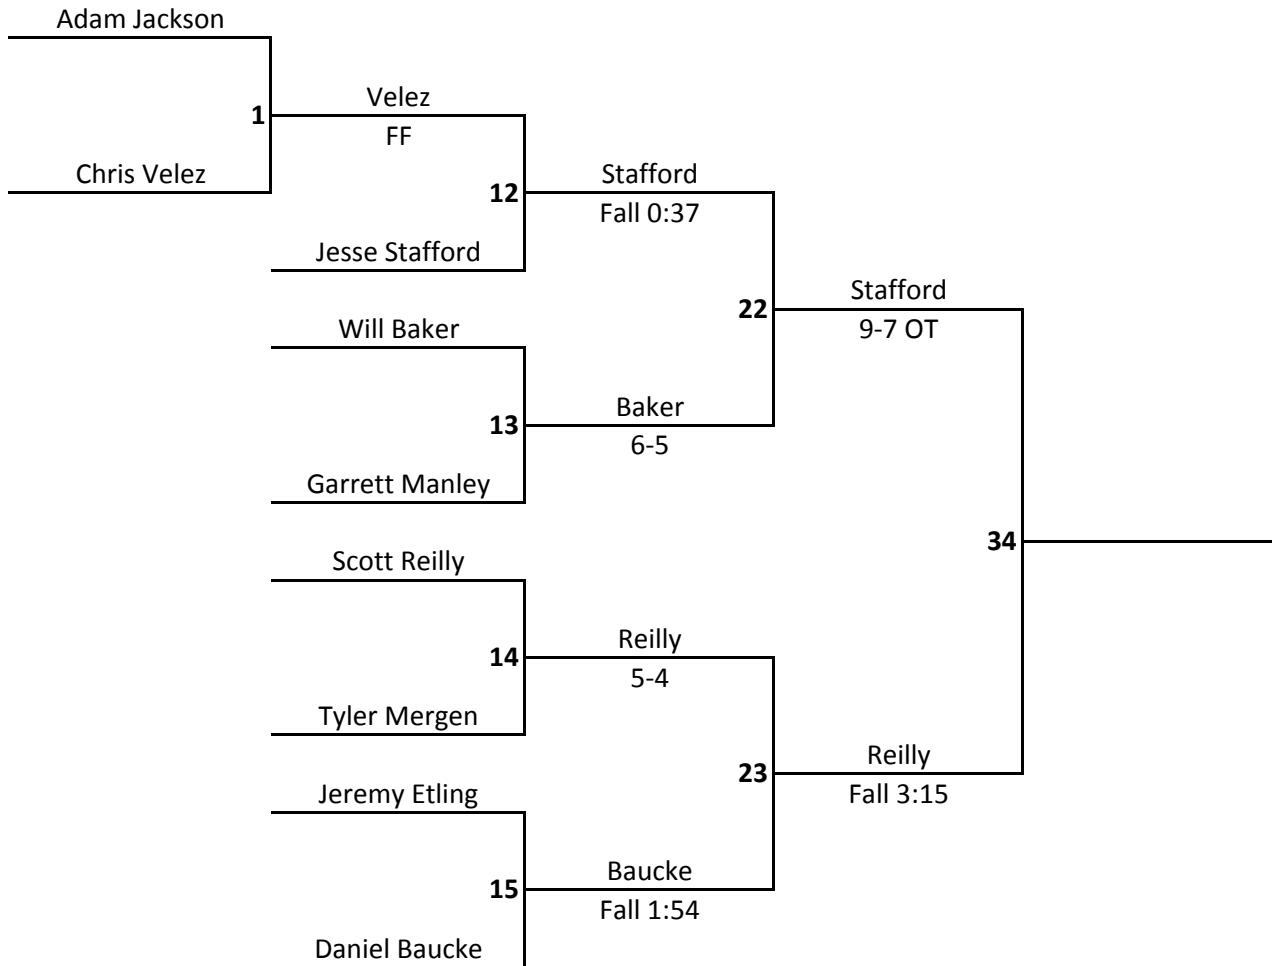 Adam Jackson
1
Velez
FF
Chris Velez
12
Stafford
Fall 0:37
Jesse Stafford
22
Stafford
9-7 OT
Will Baker
13
Baker
6-5
Garrett Manley
34
Scott Reilly
14
Reilly
5-4
Tyler Mergen
23
Reilly
Fall 3:15
Jeremy Etling
15
Baucke
Fall 1:54
Daniel Baucke